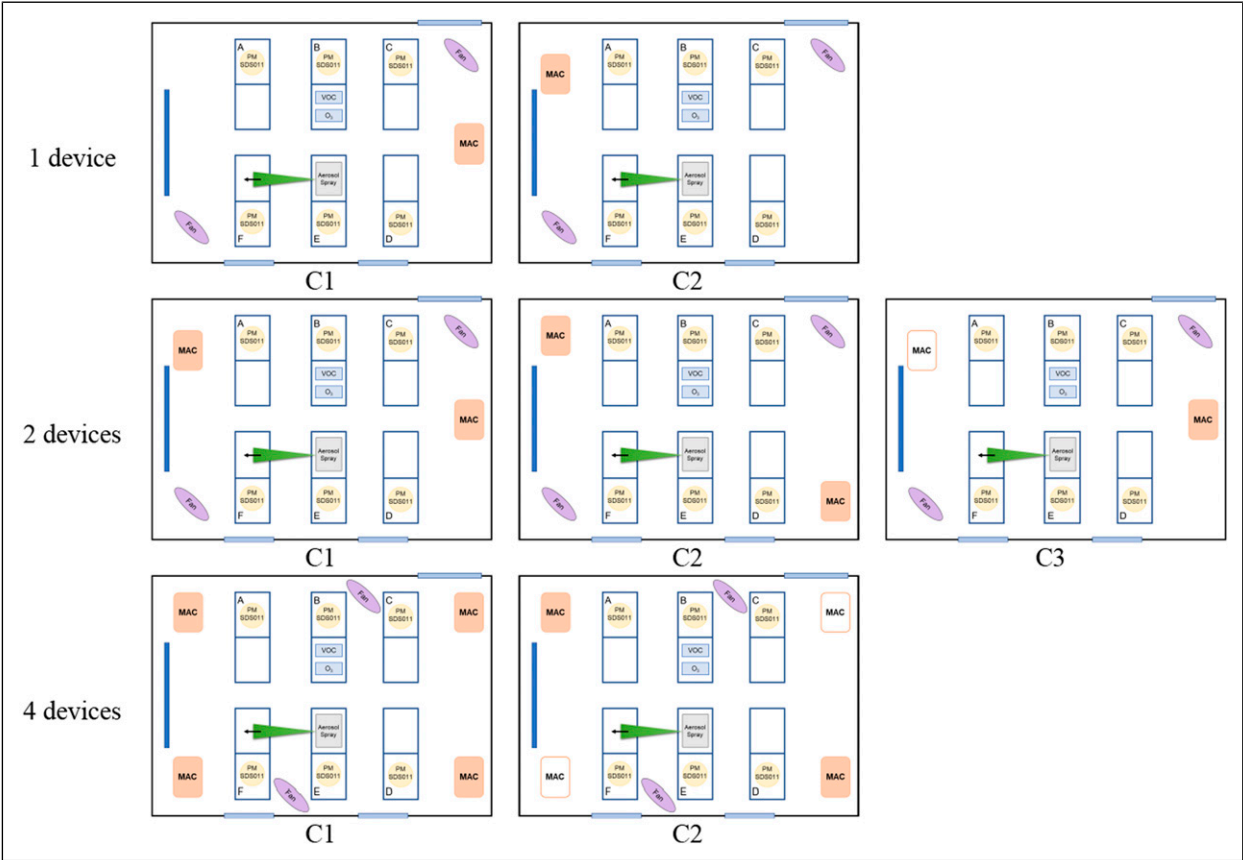 1 device
A
PM
SDS011
B
PM
SDS011
C
PM
SDS011
Fan
VOC
O₃
MAC
Aerosol
Spray
Fan
PM
SDS011
F
PM
SDS011
E
PM
SDS011
D
C1
MAC
A
PM
SDS011
B
PM
SDS011
C
PM
SDS011
Fan
VOC
O₃
Aerosol
Spray
Fan
PM
SDS011
F
PM
SDS011
E
PM
SDS011
D
C2
2 devices
MAC
A
PM
SDS011
B
PM
SDS011
C
PM
SDS011
Fan
VOC
O₃
MAC
Aerosol
Spray
Fan
PM
SDS011
F
PM
SDS011
E
PM
SDS011
D
C1
MAC
A
PM
SDS011
B
PM
SDS011
C
PM
SDS011
Fan
VOC
O₃
Aerosol
Spray
Fan
PM
SDS011
F
PM
SDS011
E
PM
SDS011
D
MAC
C2
MAC
A
PM
SDS011
B
PM
SDS011
C
PM
SDS011
Fan
VOC
O₃
MAC
Aerosol
Spray
Fan
PM
SDS011
F
PM
SDS011
E
PM
SDS011
D
C3
4 devices
MAC
A
PM
SDS011
B
PM
SDS011
Fan
C
PM
SDS011
MAC
VOC
O₃
Aerosol
Spray
MAC
PM
SDS011
F
Fan
PM
SDS011
E
PM
SDS011
D
MAC
C1
MAC
A
PM
SDS011
B
PM
SDS011
Fan
C
PM
SDS011
MAC
VOC
O₃
Aerosol
Spray
MAC
PM
SDS011
F
Fan
PM
SDS011
E
PM
SDS011
D
MAC
C2